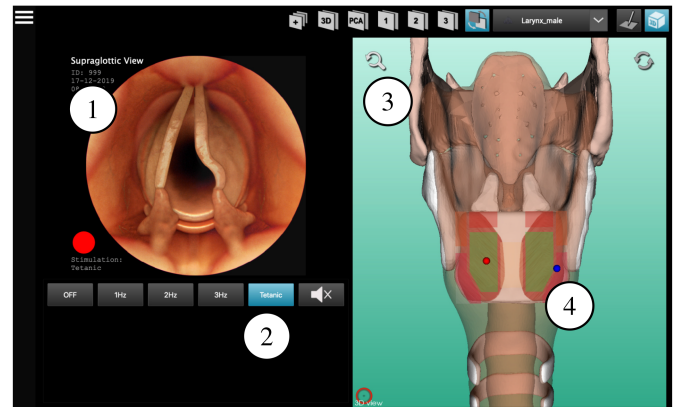 3D PCA 1 2 3 Larynx_male
Supraglottic View
ID: 999
17-12-2019
1
3
Stimulation:
Tetanic
OFF 1Hz 2Hz 3Hz Tetanic
2
4
3D view